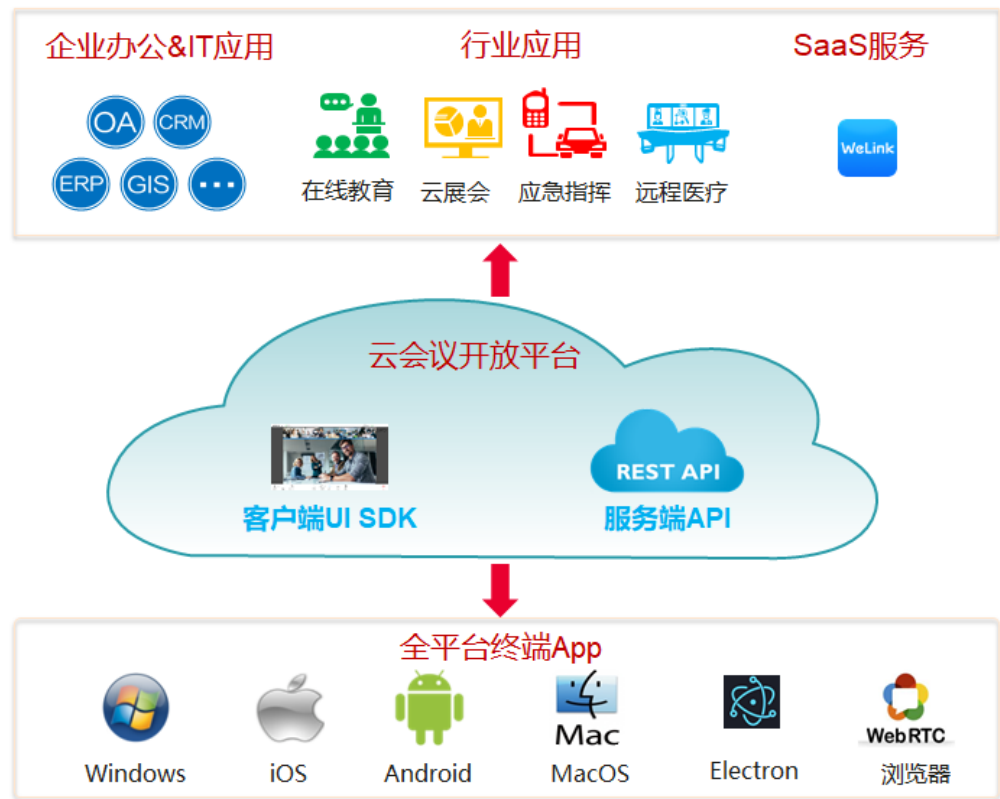 企业办公&IT应用
行业应用
SaaS服务
OA
CRM
ERP
GIS
...
WeLink
在线教育
云展会
应急指挥
远程医疗
云会议开放平台
REST API
客户端UI SDK
服务端API
全平台终端App
Mac
WebRTC
Windows
iOS
Android
MacOS
Electron
浏览器